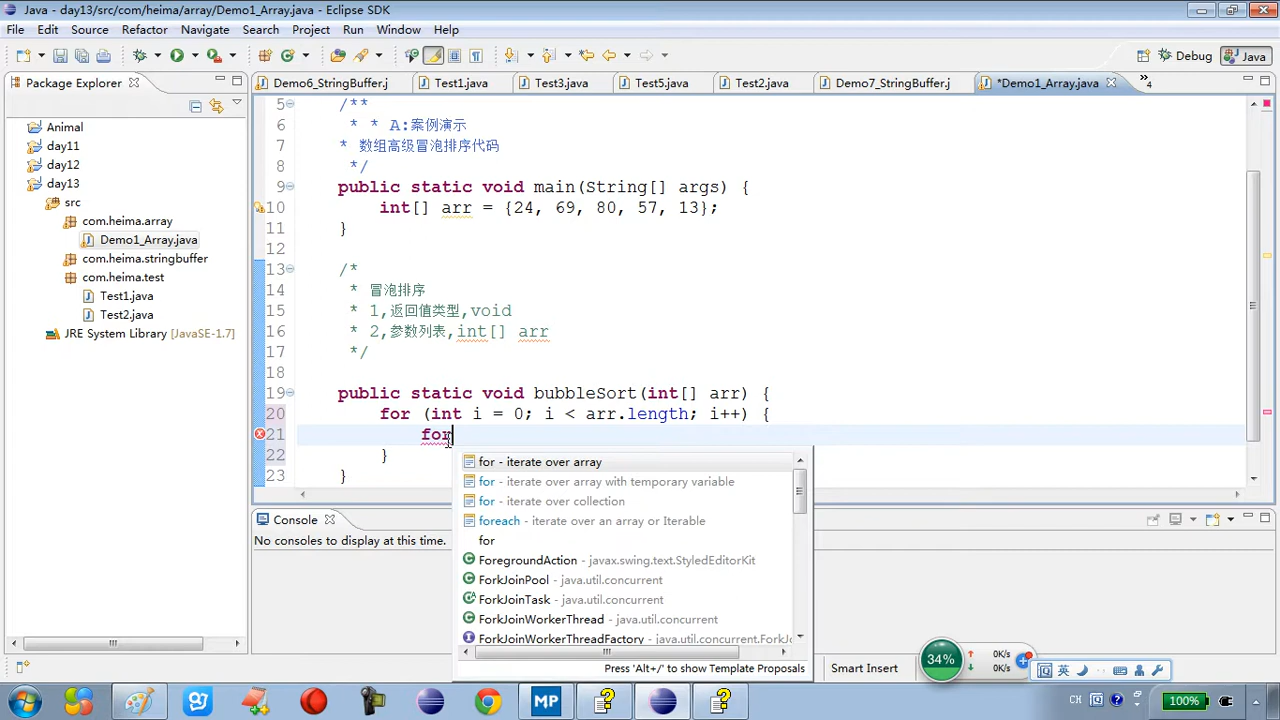 Java - day13/src/com/heima/array/Demo1_Array.java - Eclipse SDK
File Edit Source Refactor Navigate Search Project Run Window Help
Debug Java
Package Explorer
Demo6_StringBuffer.j Test1.java Test3.java Test5.java Test2.java Demo7_StringBuffer.j *Demo1_Array.java »4
Animal
day11
day12
day13
src
com.heima.array
Demo1_Array.java
com.heima.stringbuffer
com.heima.test
Test1.java
Test2.java
JRE System Library [JavaSE-1.7]
5 /**
6 * * A:案例演示
7 * 数组高级冒泡排序代码
8 */
9 public static void main(String[] args) {
10 int[] arr = {24, 69, 80, 57, 13};
11 }
12
13 /*
14 * 冒泡排序
15 * 1,返回值类型,void
16 * 2,参数列表,int[] arr
17 */
18
19 public static void bubbleSort(int[] arr) {
20 for (int i = 0; i < arr.length; i++) {
21 for
22 }
23 }
for - iterate over array
for - iterate over array with temporary variable
for - iterate over collection
foreach - iterate over an array or Iterable
for
ForegroundAction - javax.swing.text.StyledEditorKit
ForkJoinPool - java.util.concurrent
ForkJoinTask - java.util.concurrent
ForkJoinWorkerThread - java.util.concurrent
ForkJoinWorkerThreadFactory - java.util.concurrent.ForkJ
Press 'Alt+/' to show Template Proposals
Console
No consoles to display at this time.
Smart Insert
34%
0K/s
0K/s
英
MP
CH
100%